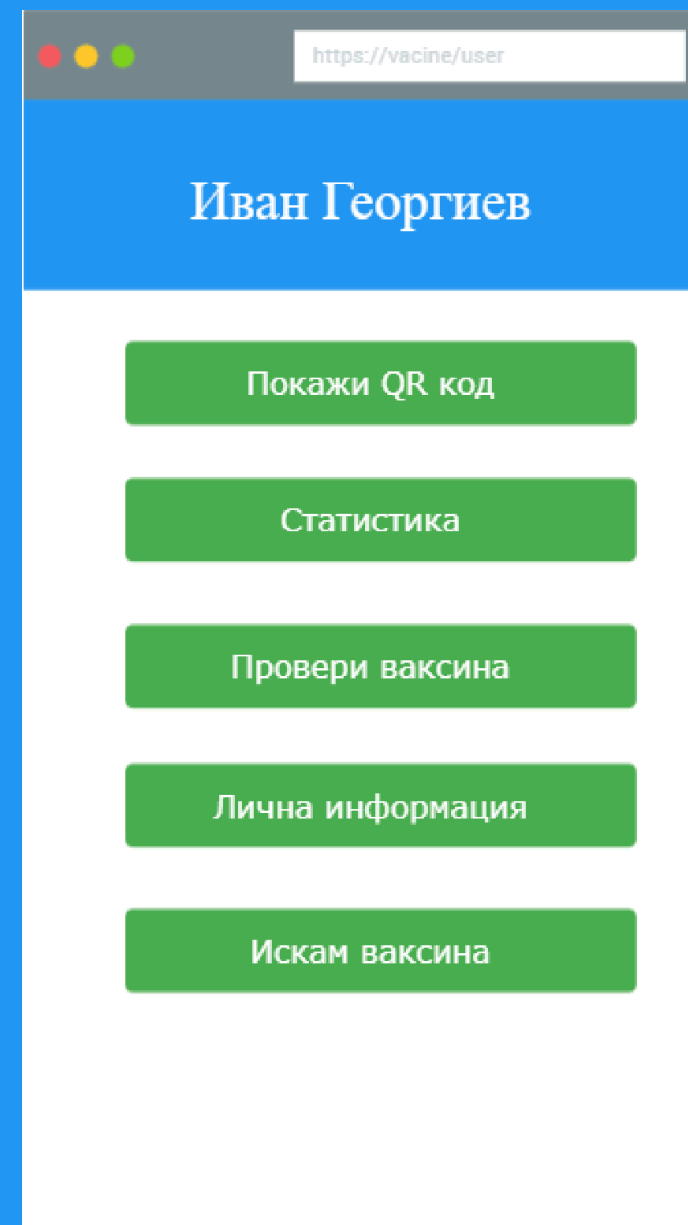 https://vacine/user
Иван Георгиев
Покажи QR код
Статистика
Провери ваксина
Лична информация
Искам ваксина